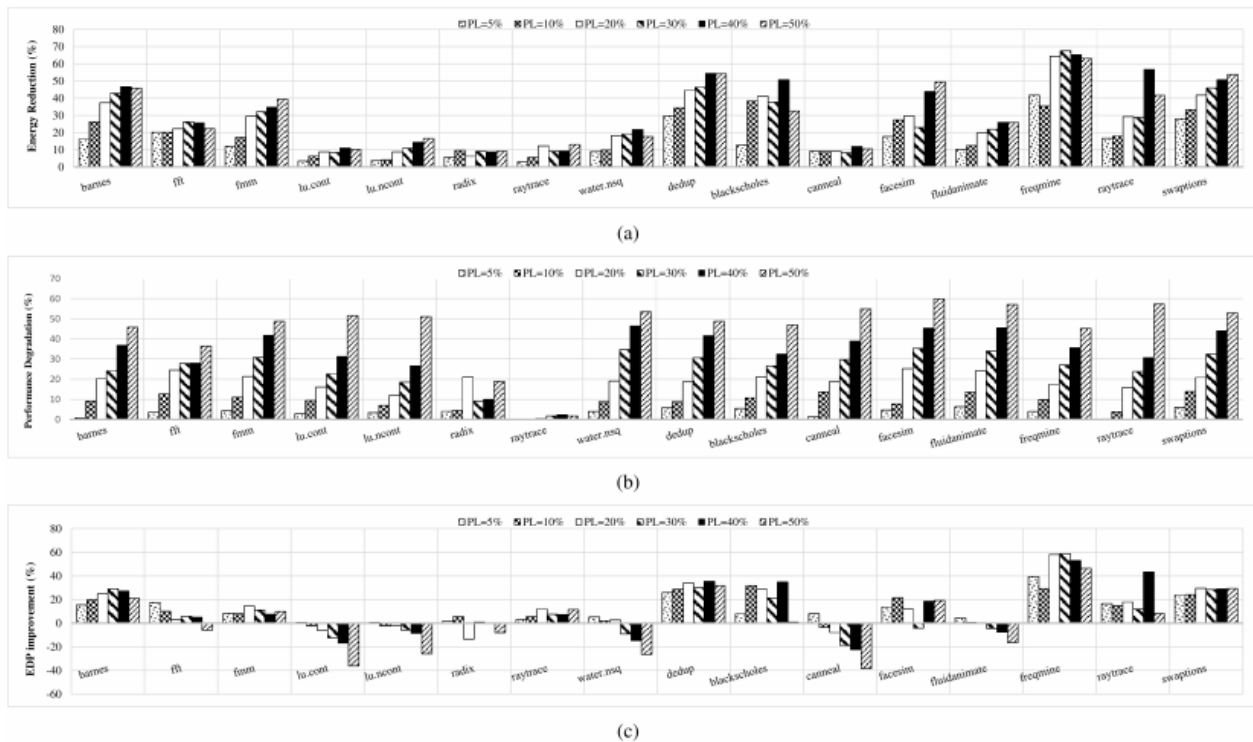 PL=5% PL=10% PL=20% PL=30% PL=40% PL=50%
Energy Reduction (%)
80
70
60
50
40
30
20
10
0
barnes fft fmm lu.cont lu.ncont radix raytrace water.nsq dedup blackscholes canneal facesim fluidanimate freqmine raytrace swaptions
(a)
PL=5% PL=10% PL=20% PL=30% PL=40% PL=50%
Performance Degradation (%)
70
60
50
40
30
20
10
0
barnes fft fmm lu.cont lu.ncont radix raytrace water.nsq dedup blackscholes canneal facesim fluidanimate freqmine raytrace swaptions
(b)
PL=5% PL=10% PL=20% PL=30% PL=40% PL=50%
EDP improvement (%)
80
60
40
20
0
-20
-40
-60
barnes fft fmm lu.cont lu.ncont radix raytrace water.nsq dedup blackscholes canneal facesim fluidanimate freqmine raytrace swaptions
(c)